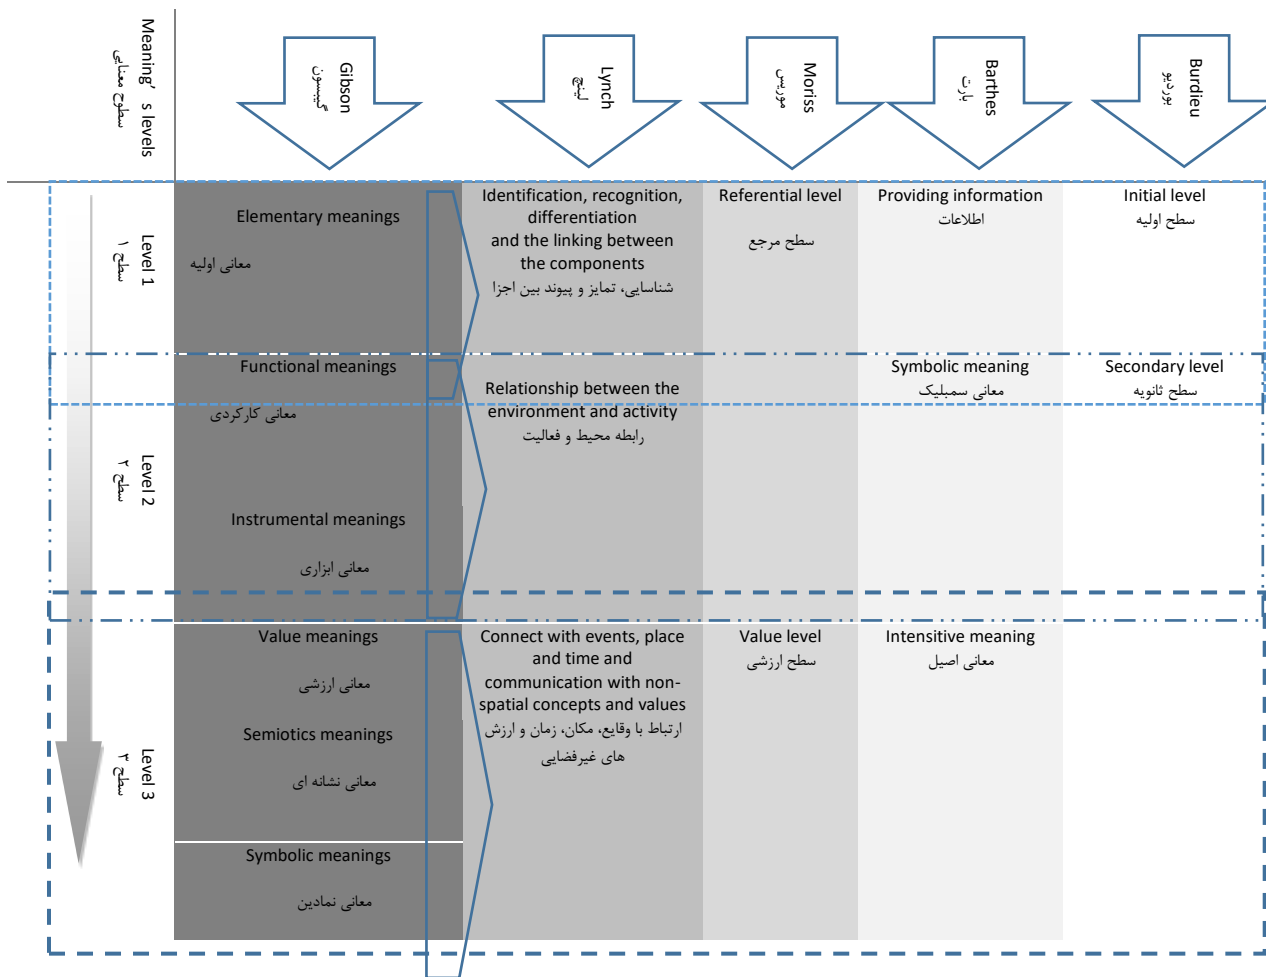 Meaning's levels
سطوح معنایی
Gibson
گیبسون
Lynch
لینچ
Moriss
موریس
Barthes
بارت
Burdieu
بوردیو
Level 1
سطح ۱
Elementary meanings
معانی اولیه
Identification, recognition,
differentiation
and the linking between
the components
شناسایی، تمایز و پیوند بین اجزا
Referential level
سطح مرجع
Providing information
اطلاعات
Initial level
سطح اولیه
Level 2
سطح ۲
Functional meanings
معانی کارکردی
Instrumental meanings
معانی ابزاری
Relationship between the
environment and activity
رابطه محیط و فعالیت
Symbolic meaning
معانی سمبلیک
Secondary level
سطح ثانویه
Level 3
سطح ۳
Value meanings
معانی ارزشی
Semiotics meanings
معانی نشانه ای
Symbolic meanings
معانی نمادین
Connect with events, place
and time and
communication with non-
spatial concepts and values
ارتباط با وقایع، مکان، زمان و ارزش
های غیرفضایی
Value level
سطح ارزشی
Intensitive meaning
معانی اصیل